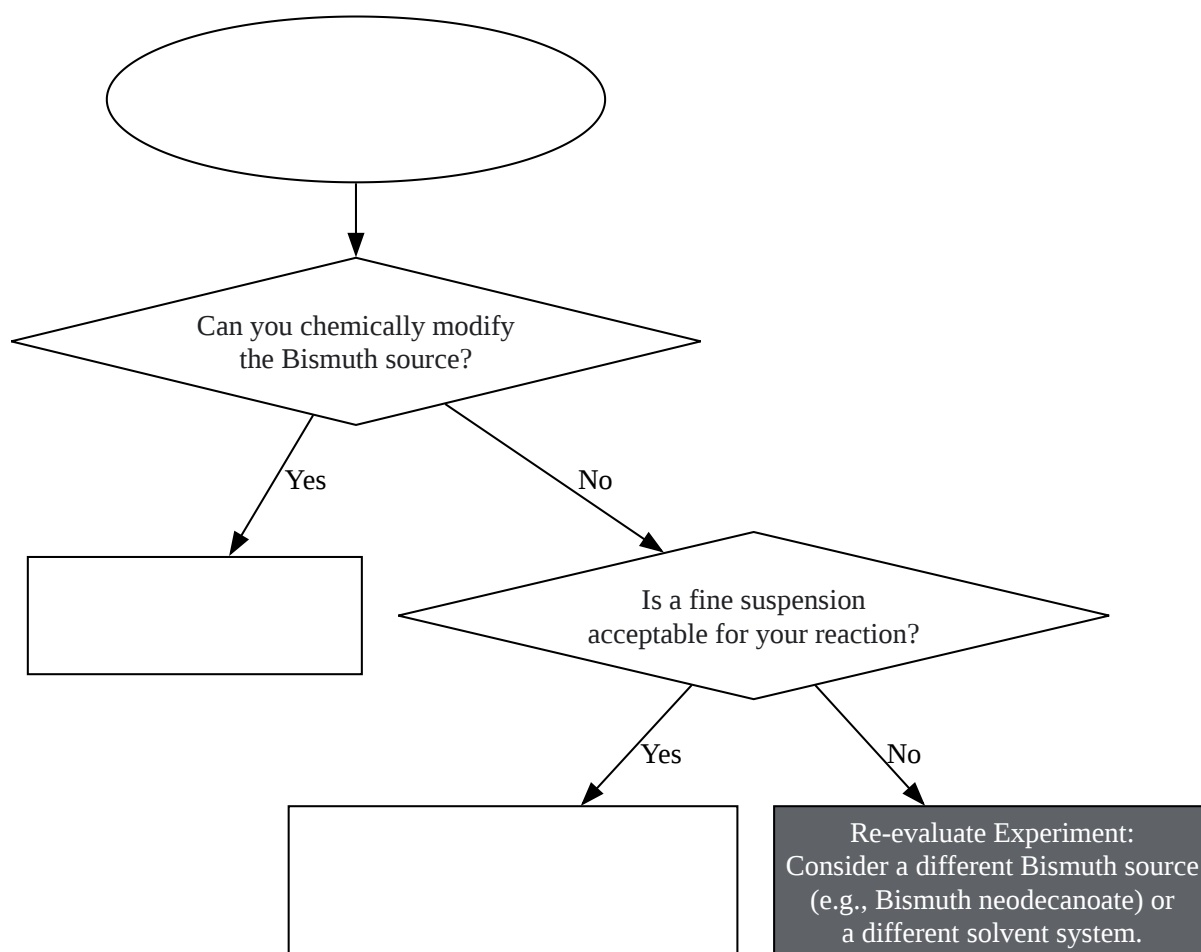 Can you chemically modify
the Bismuth source?
Yes
No
Is a fine suspension
acceptable for your reaction?
Yes
No
Re-evaluate Experiment:
Consider a different Bismuth source
(e.g., Bismuth neodecanoate) or
a different solvent system.